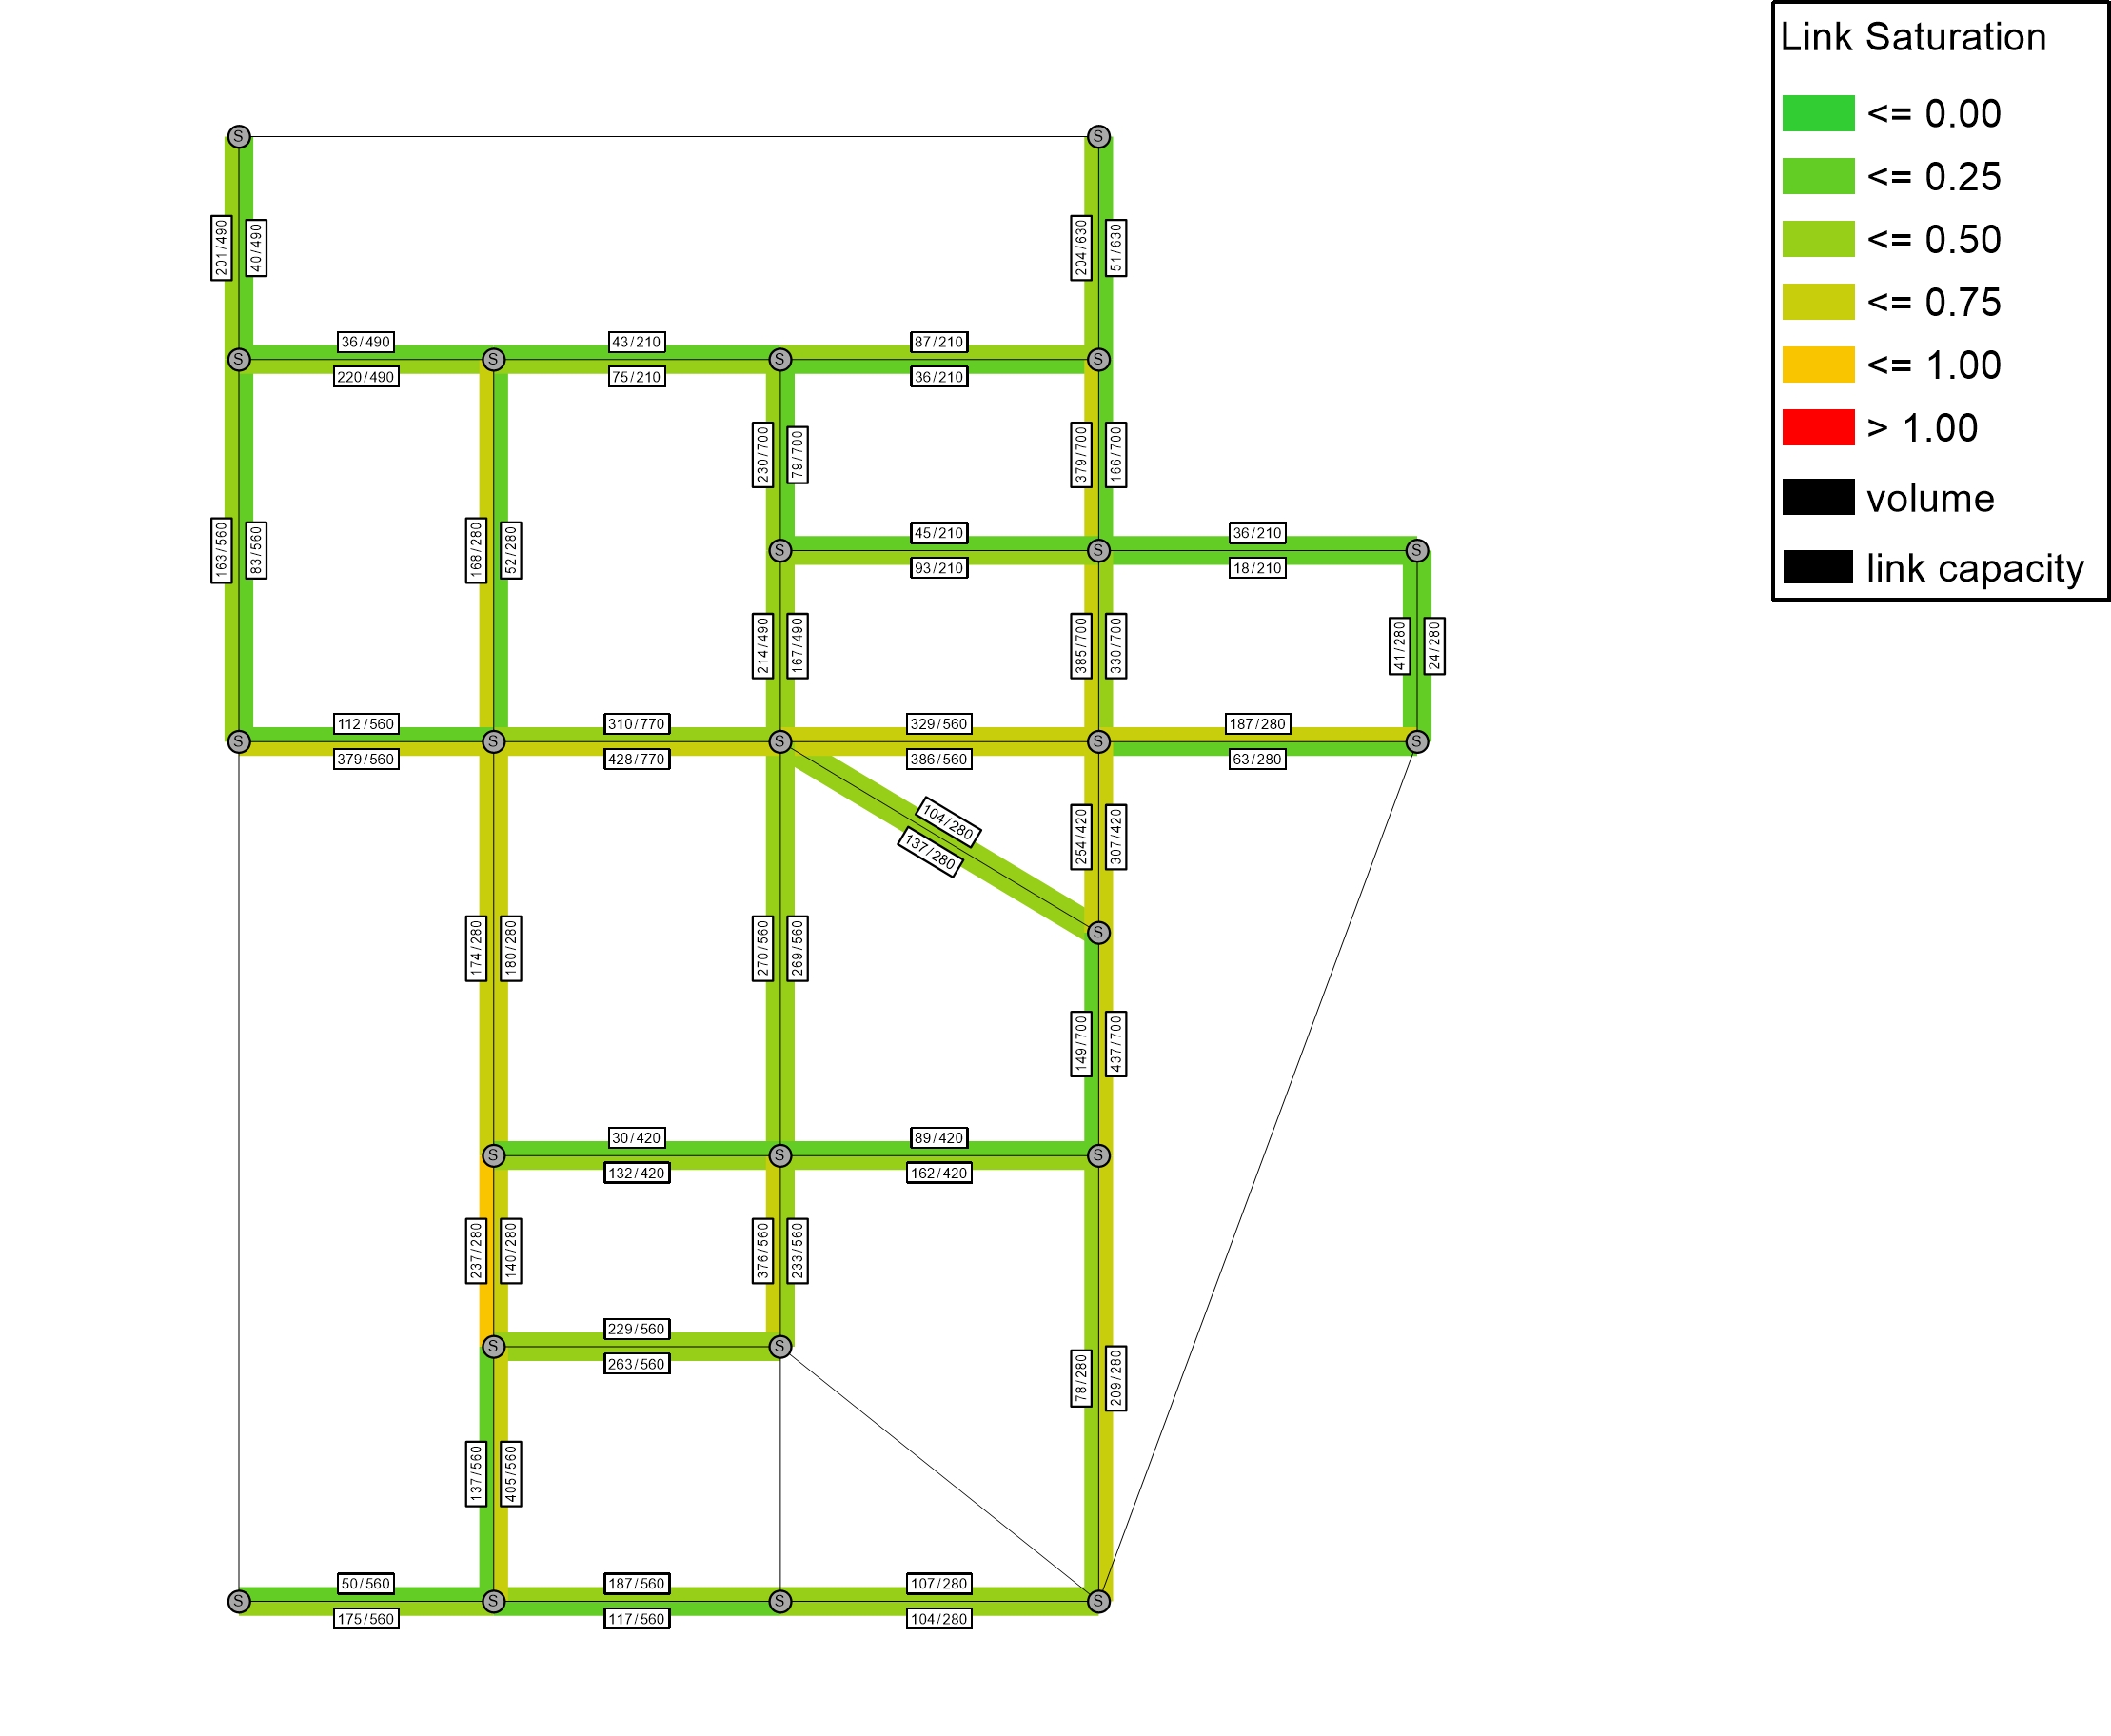 Link Saturation
<= 0.00
<= 0.25
<= 0.50
<= 0.75
<= 1.00
> 1.00
volume
link capacity
S
S
201/490
40/490
204/630
51/630
36/490
43/210
87/210
S
S
S
S
220/490
75/210
36/210
230/700
79/700
379/700
166/700
163/560
83/560
168/280
52/280
45/210
36/210
S
S
S
93/210
18/210
214/490
167/490
385/700
330/700
41/280
24/280
112/560
310/770
329/560
187/280
S
S
S
S
S
379/560
428/770
386/560
63/280
104/280
137/280
254/420
307/420
S
174/280
180/280
270/560
269/560
149/700
437/700
30/420
89/420
S
S
S
132/420
162/420
237/280
140/280
376/560
233/560
229/560
S
S
263/560
78/280
209/280
137/560
405/560
50/560
187/560
107/280
S
S
S
S
175/560
117/560
104/280